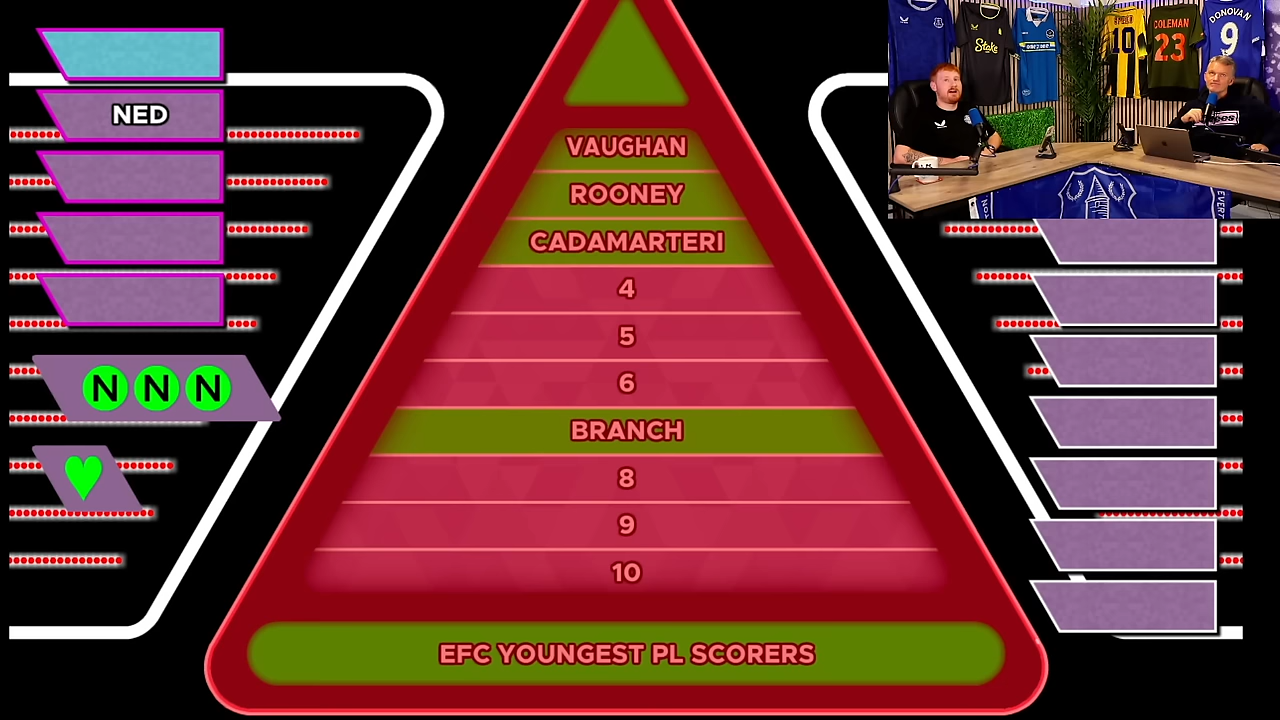 NED
N N N
VAUGHAN
ROONEY
CADAMARTERI
4
5
6
BRANCH
8
9
10
EFC YOUNGEST PL SCORERS
Stake
10
COLEMAN
23
DONOVAN
9